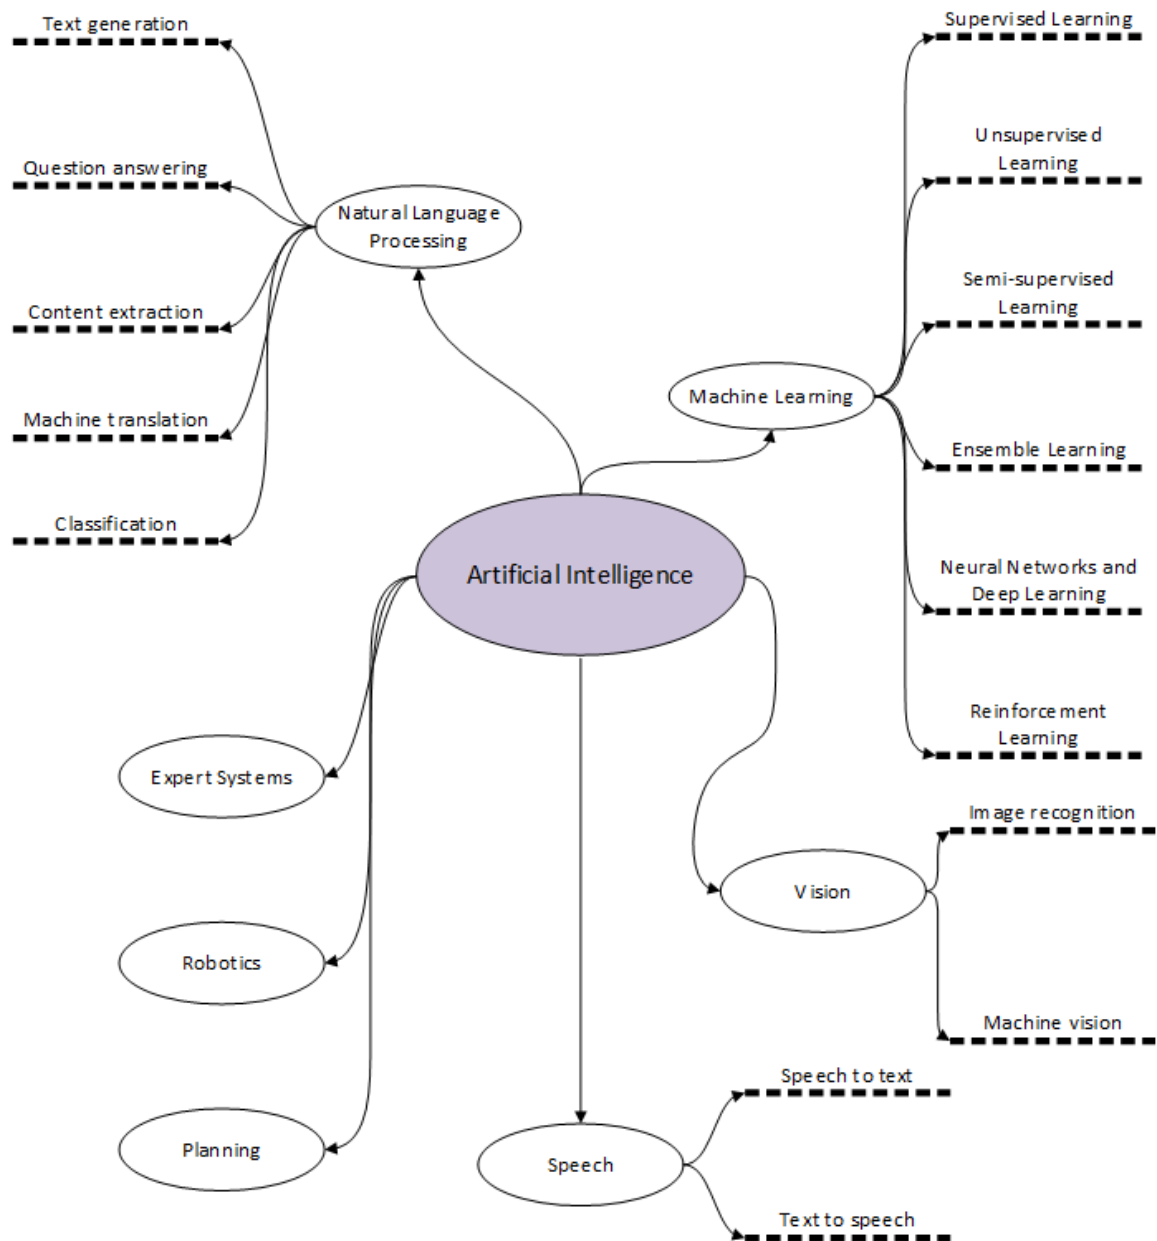 Text generation
Question answering
Content extraction
Machine translation
Classification
Natural Language
Processing
Supervised Learning
Unsupervised
Learning
Semi-supervised
Learning
Ensemble Learning
Neural Networks and
Deep Learning
Reinforcement
Learning
Machine Learning
Artificial Intelligence
Expert Systems
Robotics
Planning
Vision
Image recognition
Machine vision
Speech
Speech to text
Text to speech